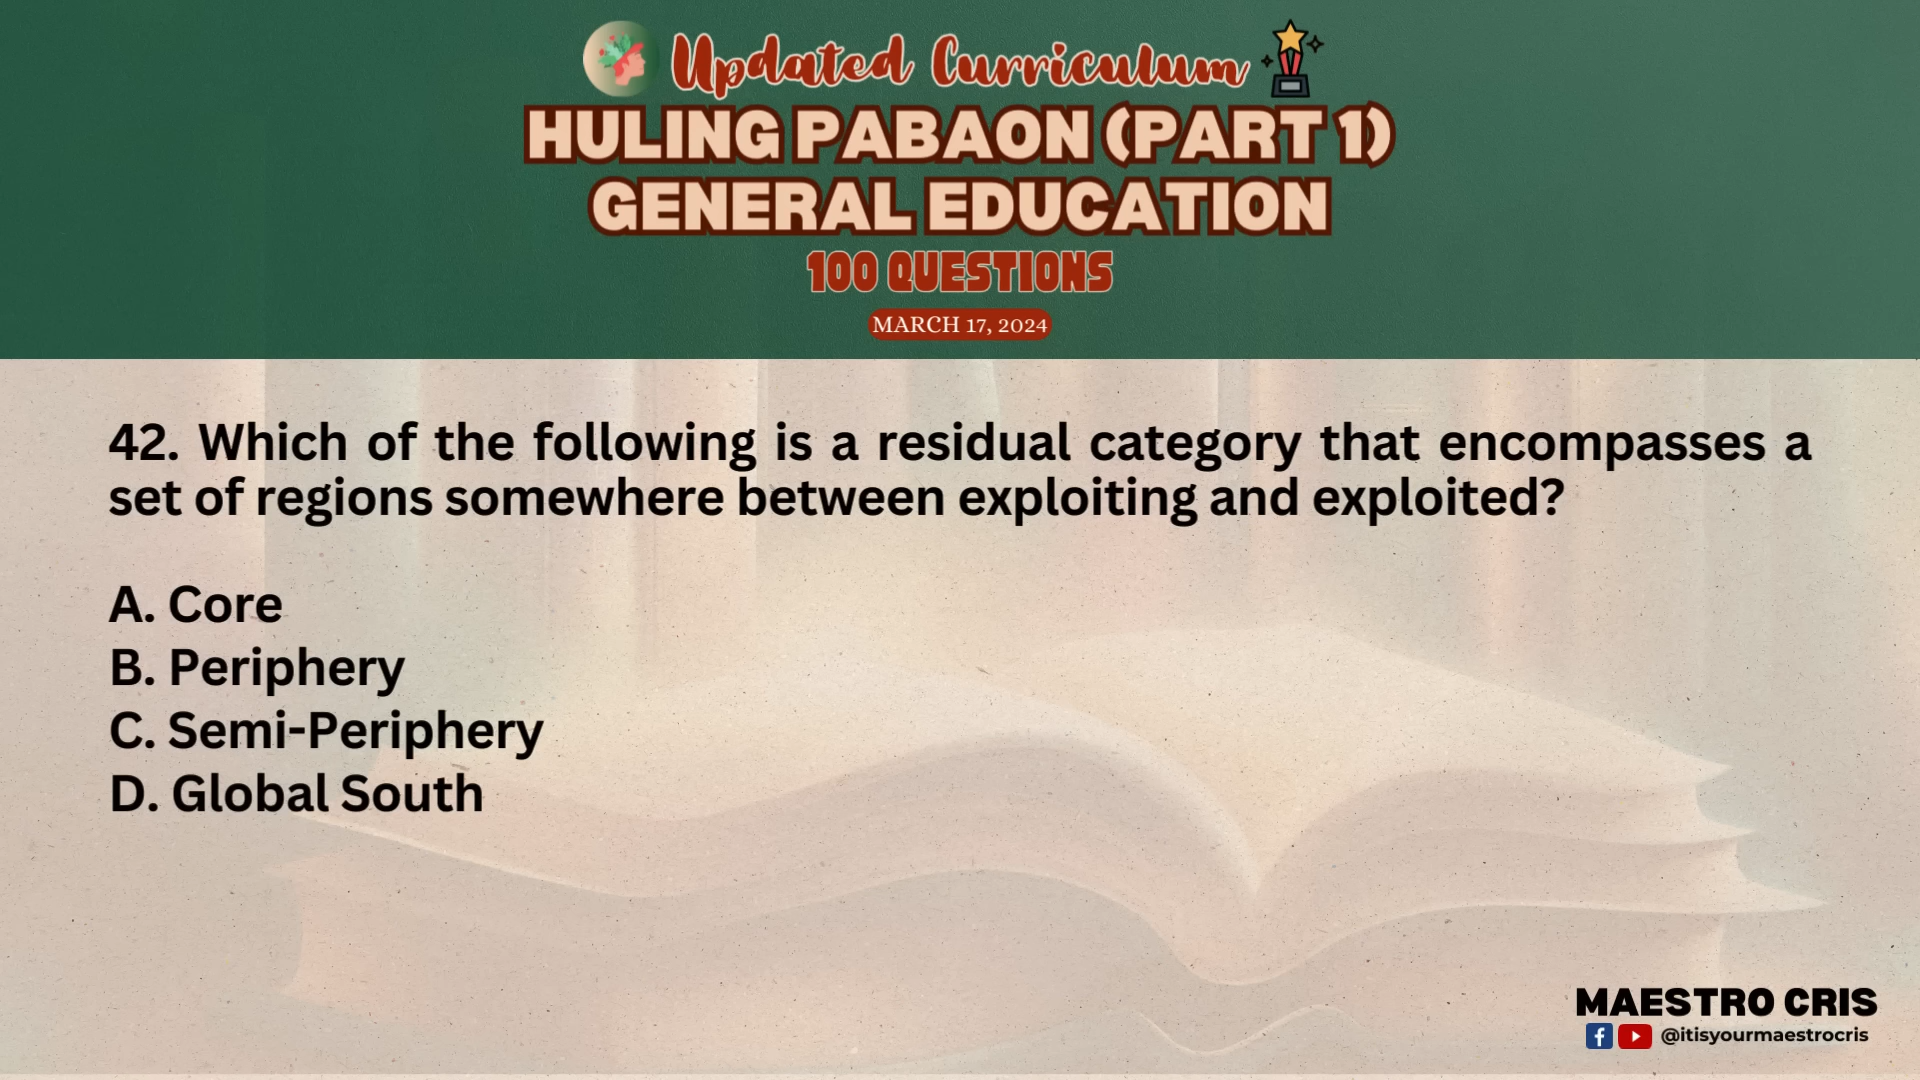 Updated Curriculum
HULING PABAON (PART 1)
GENERAL EDUCATION
100 QUESTIONS
MARCH 17, 2024
42. Which of the following is a residual category that encompasses a
set of regions somewhere between exploiting and exploited?
A. Core
B. Periphery
C. Semi-Periphery
D. Global South
MAESTRO CRIS
@itisyourmaestrocris